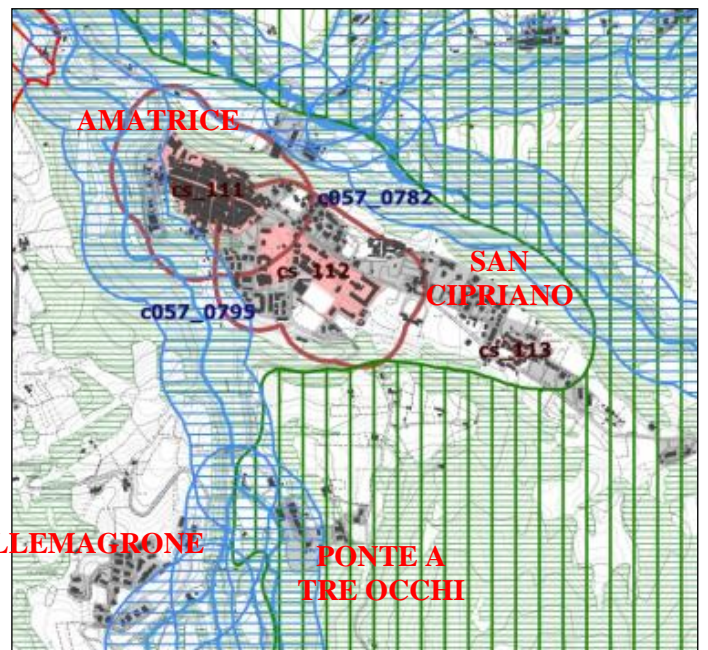 AMATRICE
cs_111
c057_0782
cs_112
SAN
CIPRIANO
c057_0795
cs_113
LLEMAGRONE
PONTE A
TRE OCCHI